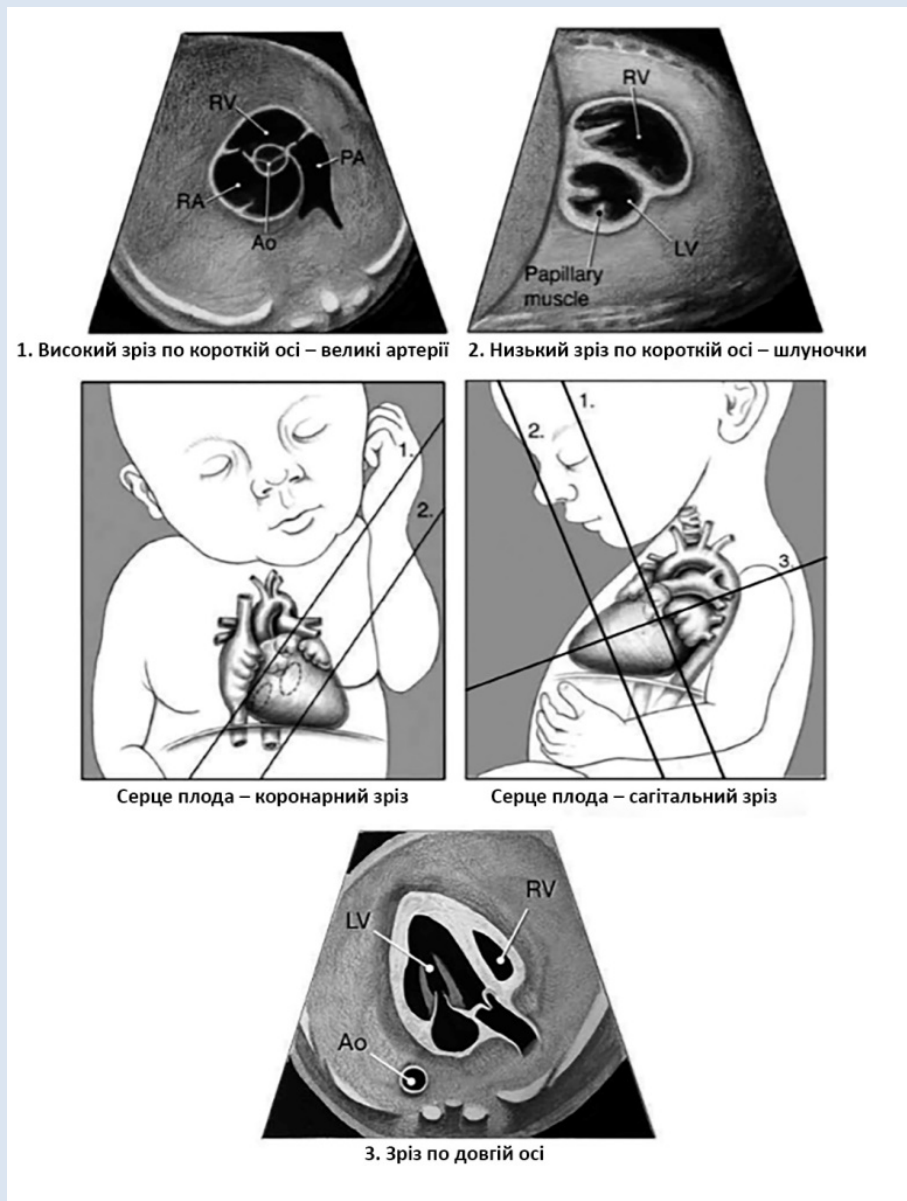 RV
PA
RA
Ao
RV
LV
Papillary
muscle
1. Високий зріз по короткій осі – великі артерії
2. Низький зріз по короткій осі – шлуночки
1.
2.
1.
2.
3.
Серце плода – коронарний зріз
Серце плода – сагітальний зріз
RV
LV
Ao
3. Зріз по довгій осі